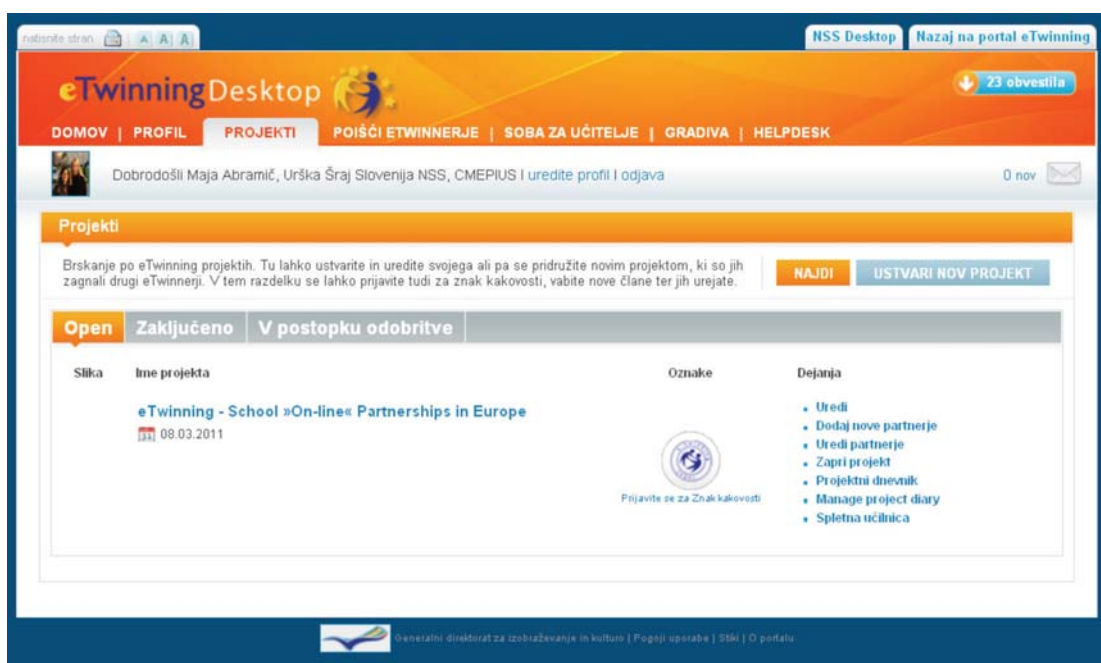 natisnite stran A A A
NSS Desktop Nazaj na portal eTwinning
eTwinning Desktop
23 obvestila
DOMOV | PROFIL PROJEKTI POIŠČI ETWINNERJE | SOBA ZA UČITELJE | GRADIVA | HELPDESK
Dobrodošli Maja Abramič, Urška Šraj Slovenija NSS, CMEPIUS | uredite profil | odjava
0 nov
Projekti
Brskanje po eTwinning projektih. Tu lahko ustvarite in uredite svojega ali pa se pridružite novim projektom, ki so jih
zagnali drugi eTwinnerji. V tem razdelku se lahko prijavite tudi za znak kakovosti, vabite nove člane ter jih urejate.
NAJDI USTVARI NOV PROJEKT
Open Zaključeno V postopku odobritve
Slika Ime projekta Oznake Dejanja
eTwinning - School »On-line« Partnerships in Europe
08.03.2011
Prijavite se za Znak kakovosti
Uredi
Dodaj nove partnerje
Uredi partnerje
Zapri projekt
Projektni dnevnik
Manage project diary
Spletna učilnica
Generalni direktorat za izobraževanje in kulturo | Pogoji uporabe | Stiki | O portalu